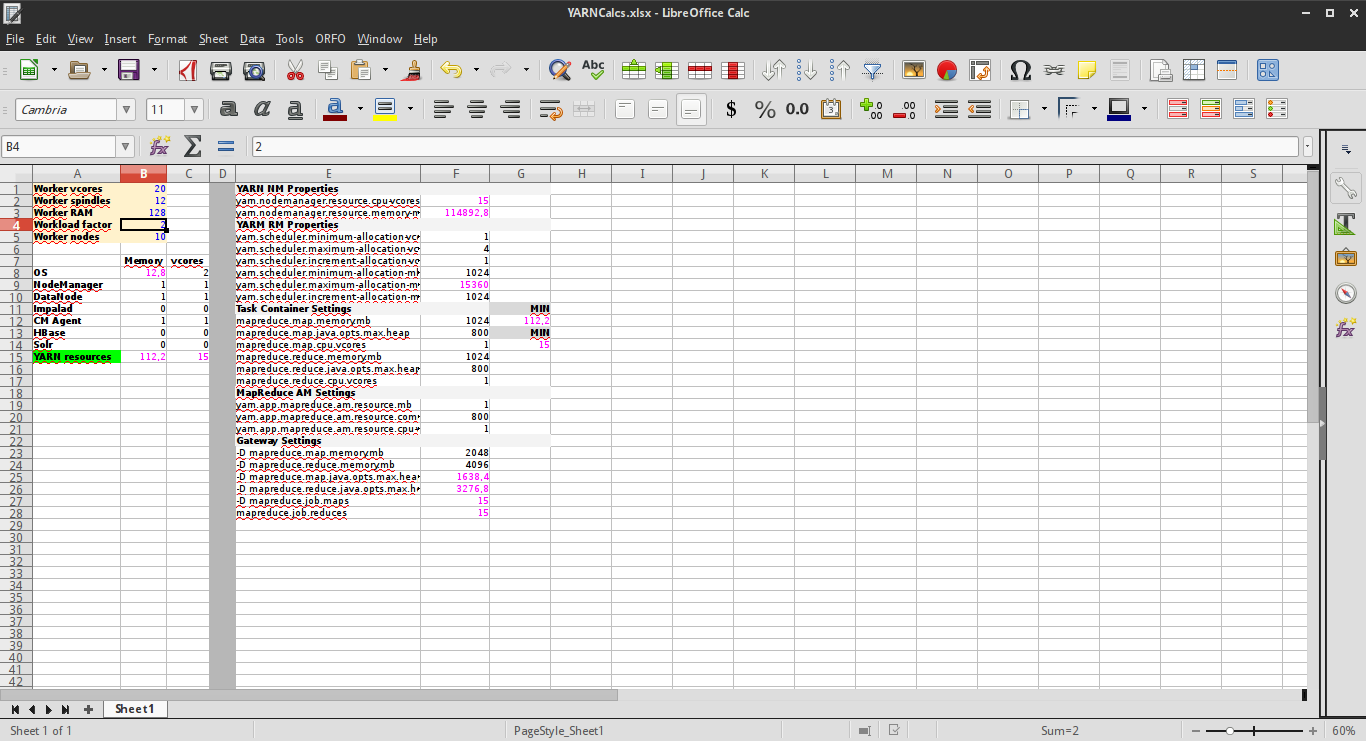 YARNCalcs.xlsx - LibreOffice Calc
File Edit View Insert Format Sheet Data Tools ORFO Window Help
Abc
Cambria 11 a a a a $ % 0.0
B4 2
A B C D E F G H I J K L M N O P Q R S
1 Worker vcores 20 YARN NM Properties
2 Worker spindles 12 yarn.nodemanager.resource.cpu-vcores 15
3 Worker RAM 128 yarn.nodemanager.resource.memory-m 114892,8
4 Workload factor 2 YARM RM Properties
5 Worker nodes 10 yarn.scheduler.minimum-allocation-vc 1
6 yarn.scheduler.maximum-allocation-vc 4
7 Memory vcores yarn.scheduler.increment-allocation-vc 1
8 OS 12,8 2 yarn.scheduler.minimum-allocation-m 1024
9 NodeManager 1 1 yarn.scheduler.maximum-allocation-m 15360
10 DataNode 1 1 yarn.scheduler.increment-allocation-m 1024
11 Impalad 0 0 Task Container Settings MIN
12 CM Agent 1 1 mapreduce.map.memory.mb 1024 112,2
13 HBase 0 0 mapreduce.map.java.opts.max.heap 800 MIN
14 Solr 0 0 mapreduce.map.cpu.vcores 1 15
15 YARN resources 112,2 15 mapreduce.reduce.memory.mb 1024
16 mapreduce.reduce.java.opts.max.heap 800
17 mapreduce.reduce.cpu.vcores 1
18 MapReduce AM Settings
19 yarn.app.mapreduce.am.resource.mb 1
20 yarn.app.mapreduce.am.resource.com 800
21 yarn.app.mapreduce.am.resource.cpu- 1
22 Gateway Settings
23 -D mapreduce.map.memory.mb 2048
24 -D mapreduce.reduce.memory.mb 4096
25 -D mapreduce.map.java.opts.max.hea 1638,4
26 -D mapreduce.reduce.java.opts.max.h 3276,8
27 -D mapreduce.job.maps 15
28 mapreduce.job.reduces 15
29
30
31
32
33
34
35
36
37
38
39
40
41
42
Sheet1
Sheet 1 of 1 PageStyle_Sheet1 Sum=2 60%